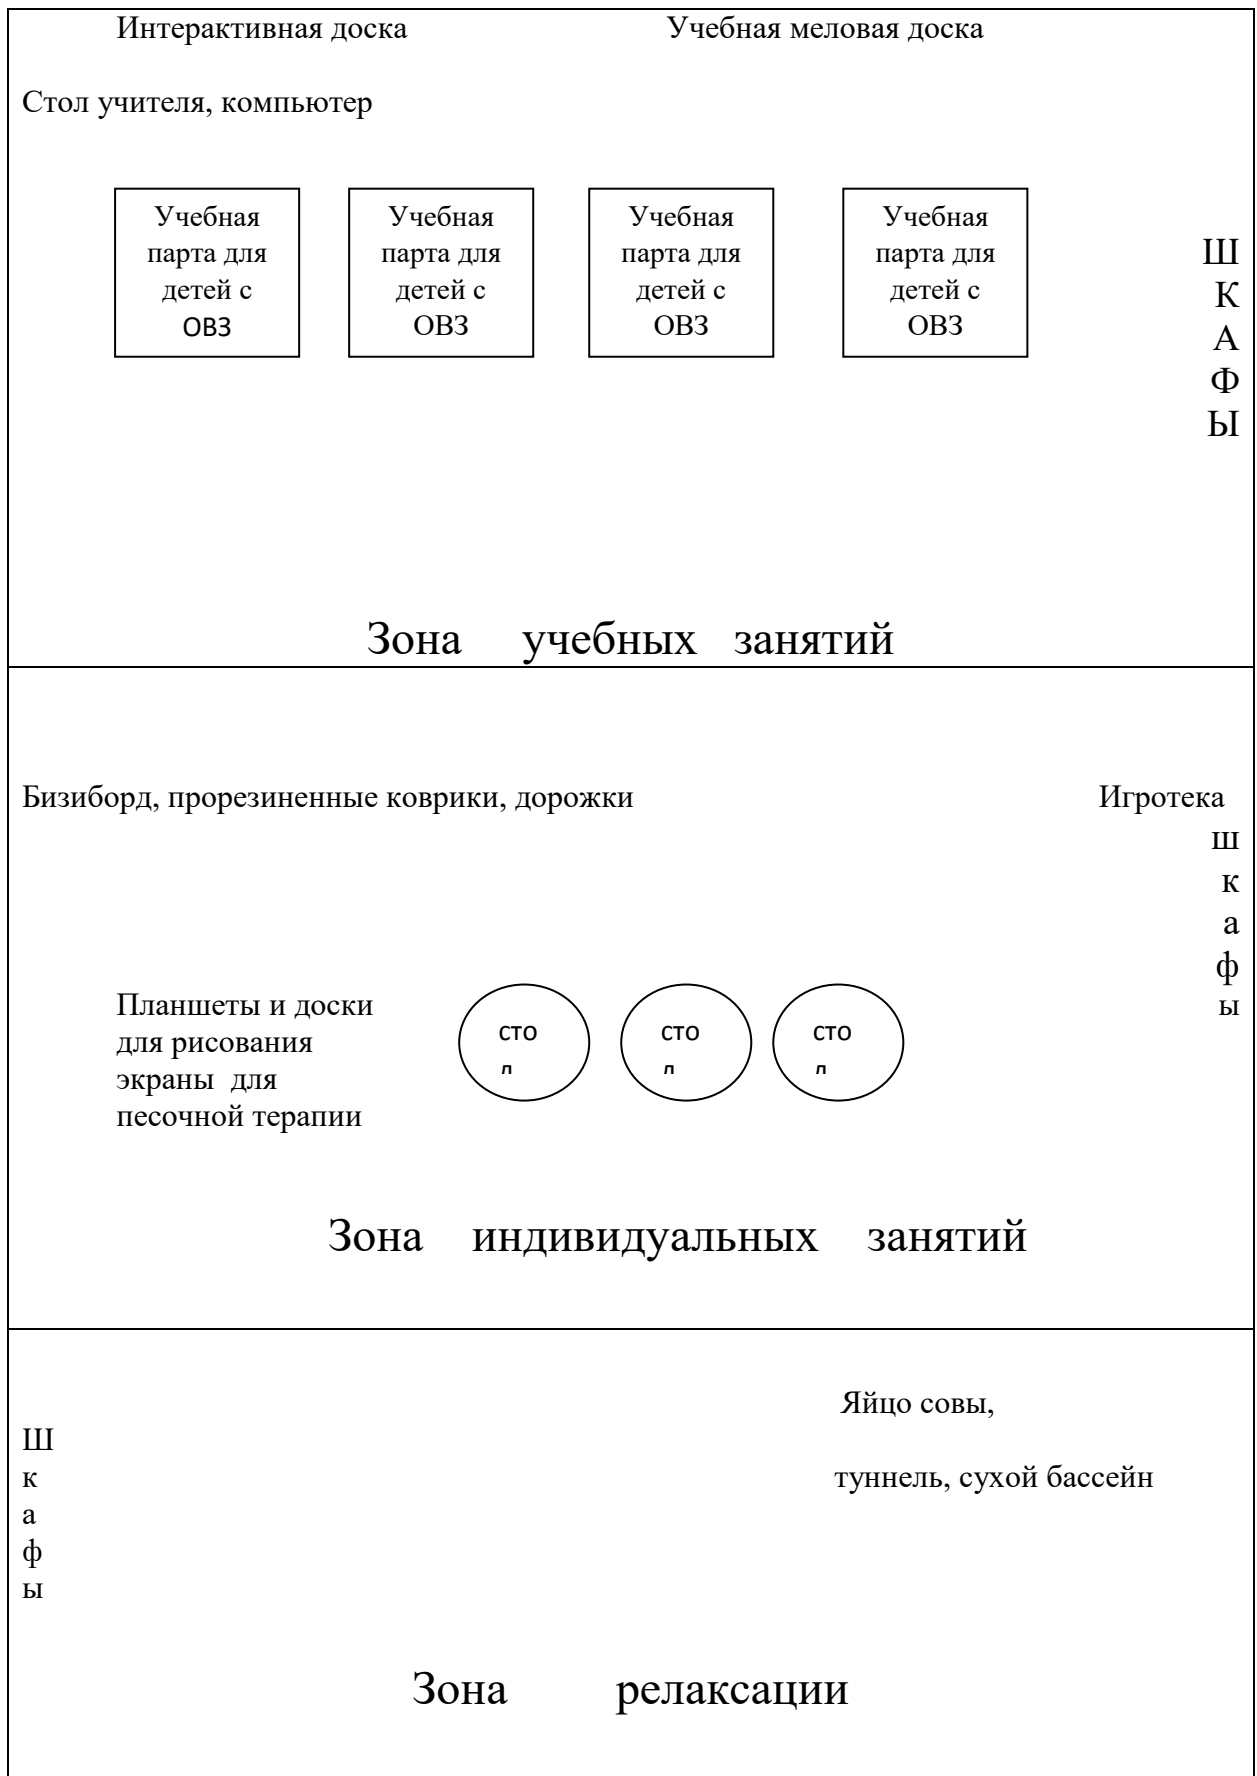 Интерактивная доска Учебная меловая доска
Стол учителя, компьютер
Учебная
парта для
детей с
ОВЗ
Учебная
парта для
детей с
ОВЗ
Учебная
парта для
детей с
ОВЗ
Учебная
парта для
детей с
ОВЗ
Ш
К
А
Ф
Ы
Зона учебных занятий
Бизиборд, прорезиненные коврики, дорожки Игротека
ш
к
а
ф
ы
Планшеты и доски
для рисования
экраны для
песочной терапии
сто
л
сто
л
сто
л
Зона индивидуальных занятий
Яйцо совы,
туннель, сухой бассейн
Ш
к
а
ф
ы
Зона релаксации